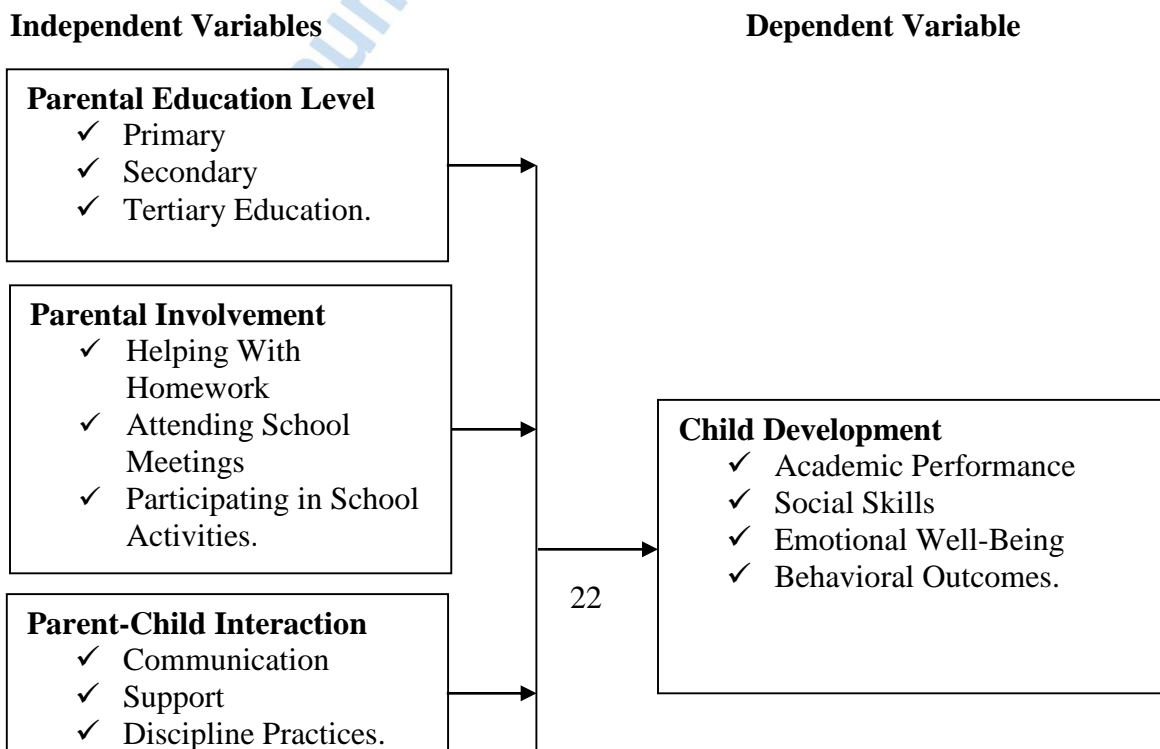 Independent Variables
Dependent Variable
Parental Education Level
✓ Primary
✓ Secondary
✓ Tertiary Education.
Parental Involvement
✓ Helping With
Homework
✓ Attending School
Meetings
✓ Participating in School
Activities.
Parent-Child Interaction
✓ Communication
✓ Support
✓ Discipline Practices.
Child Development
✓ Academic Performance
✓ Social Skills
✓ Emotional Well-Being
✓ Behavioral Outcomes.
22